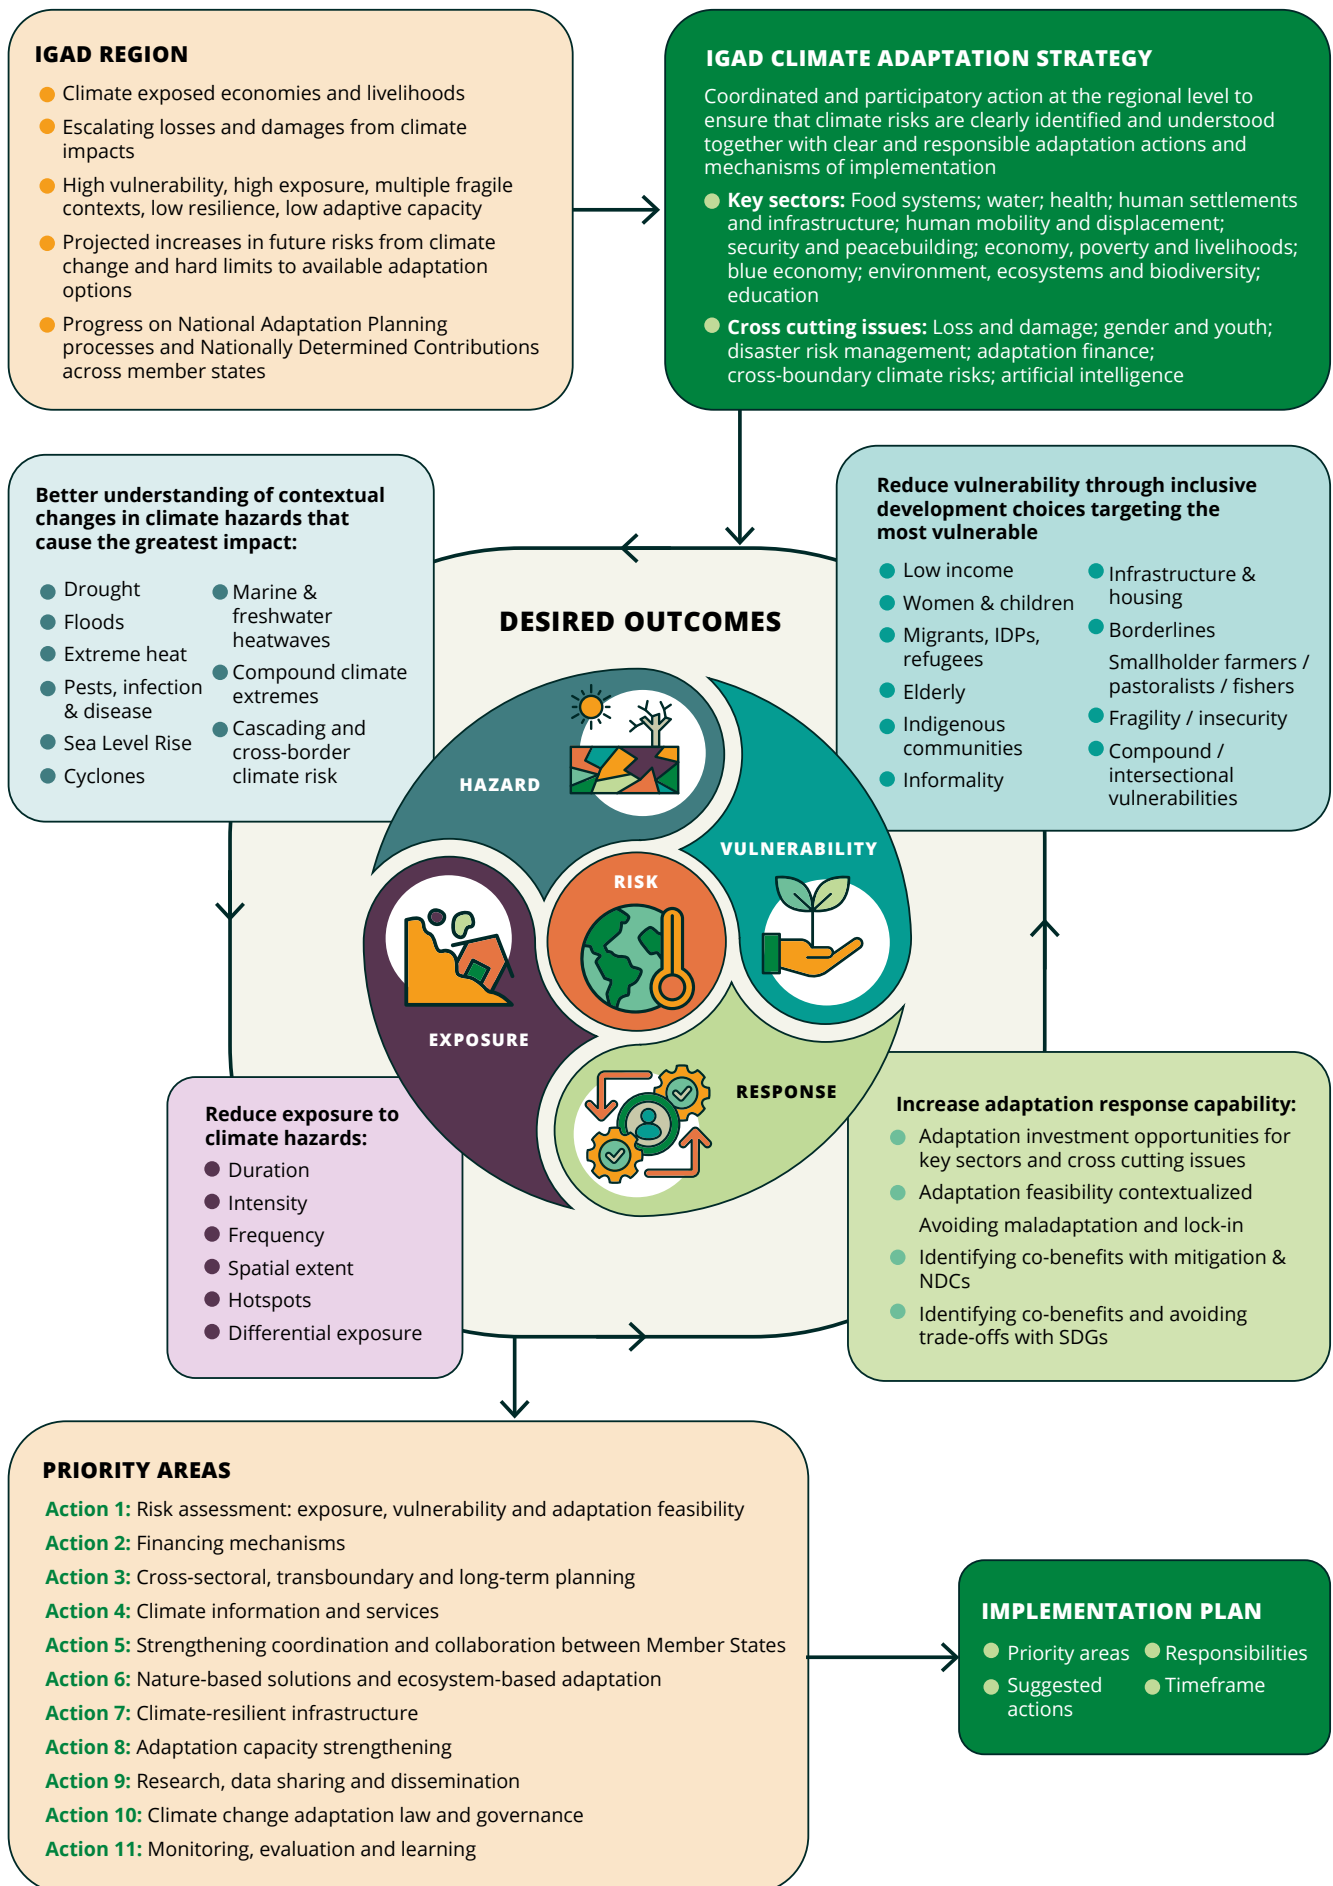 IGAD REGION
Climate exposed economies and livelihoods
Escalating losses and damages from climate
impacts
High vulnerability, high exposure, multiple fragile
contexts, low resilience, low adaptive capacity
Projected increases in future risks from climate
change and hard limits to available adaptation
options
Progress on National Adaptation Planning
processes and Nationally Determined Contributions
across member states
IGAD CLIMATE ADAPTATION STRATEGY
Coordinated and participatory action at the regional level to
ensure that climate risks are clearly identified and understood
together with clear and responsible adaptation actions and
mechanisms of implementation
Key sectors: Food systems; water; health; human settlements
and infrastructure; human mobility and displacement;
security and peacebuilding; economy, poverty and livelihoods;
blue economy; environment, ecosystems and biodiversity;
education
Cross cutting issues: Loss and damage; gender and youth;
disaster risk management; adaptation finance;
cross-boundary climate risks; artificial intelligence
Better understanding of contextual
changes in climate hazards that
cause the greatest impact:
Drought
Floods
Extreme heat
Pests, infection
& disease
Sea Level Rise
Cyclones
Marine &
freshwater
heatwaves
Compound climate
extremes
Cascading and
cross-border
climate risk
Reduce vulnerability through inclusive
development choices targeting the
most vulnerable
Low income
Women & children
Migrants, IDPs,
refugees
Elderly
Indigenous
communities
Informality
Infrastructure &
housing
Borderlines
Smallholder farmers /
pastoralists / fishers
Fragility / insecurity
Compound /
intersectional
vulnerabilities
DESIRED OUTCOMES
HAZARD
VULNERABILITY
RISK
EXPOSURE
RESPONSE
Reduce exposure to
climate hazards:
Duration
Intensity
Frequency
Spatial extent
Hotspots
Differential exposure
Increase adaptation response capability:
Adaptation investment opportunities for
key sectors and cross cutting issues
Adaptation feasibility contextualized
Avoiding maladaptation and lock-in
Identifying co-benefits with mitigation &
NDCs
Identifying co-benefits and avoiding
trade-offs with SDGs
PRIORITY AREAS
Action 1: Risk assessment: exposure, vulnerability and adaptation feasibility
Action 2: Financing mechanisms
Action 3: Cross-sectoral, transboundary and long-term planning
Action 4: Climate information and services
Action 5: Strengthening coordination and collaboration between Member States
Action 6: Nature-based solutions and ecosystem-based adaptation
Action 7: Climate-resilient infrastructure
Action 8: Adaptation capacity strengthening
Action 9: Research, data sharing and dissemination
Action 10: Climate change adaptation law and governance
Action 11: Monitoring, evaluation and learning
IMPLEMENTATION PLAN
Priority areas
Suggested
actions
Responsibilities
Timeframe